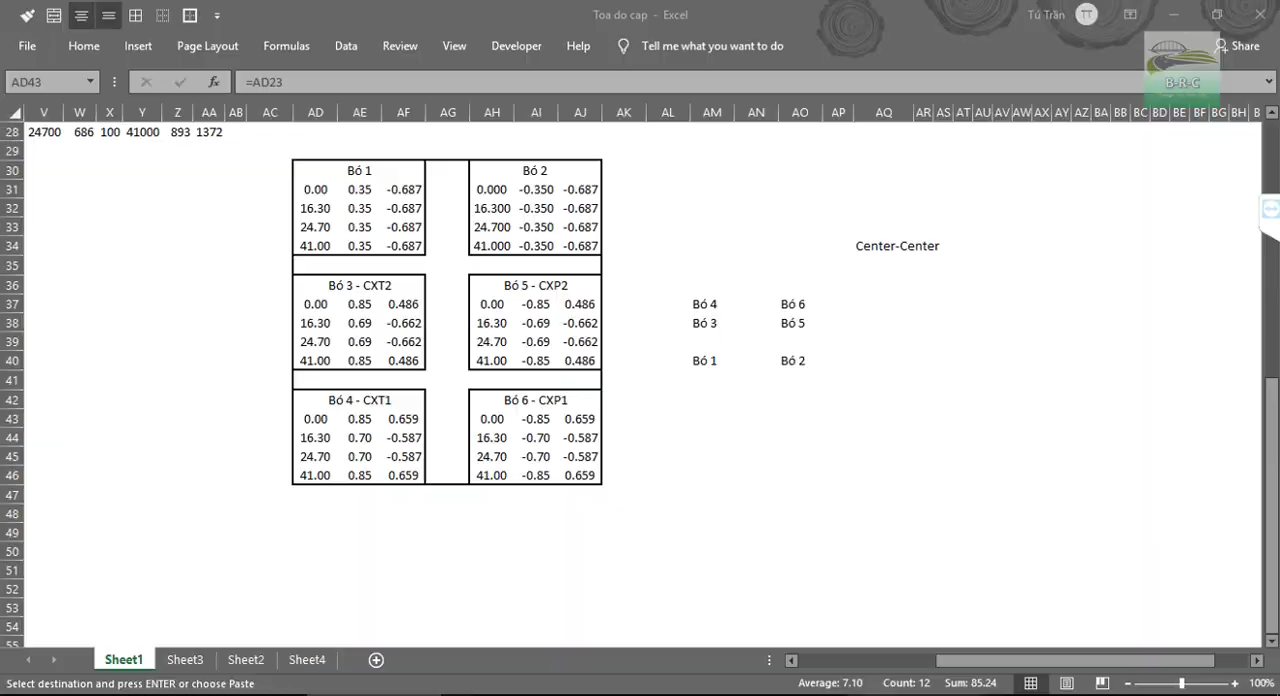 Toa do cap - Excel
Tú Trần TT
File Home Insert Page Layout Formulas Data Review View Developer Help Tell me what you want to do Share
B-R-C
AD43 fx =AD23
V W X Y Z AA AB AC AD AE AF AG AH AI AJ AK AL AM AN AO AP AQ AR AS AT AU AV AW AX AY AZ BA BB BC BD BE BF BG BH B
28 24700 686 100 41000 893 1372
29
30 Bó 1 Bó 2
31 0.00 0.35 -0.687 0.000 -0.350 -0.687
32 16.30 0.35 -0.687 16.300 -0.350 -0.687
33 24.70 0.35 -0.687 24.700 -0.350 -0.687
34 41.00 0.35 -0.687 41.000 -0.350 -0.687 Center-Center
35
36 Bó 3 - CXT2 Bó 5 - CXP2
37 0.00 0.85 0.486 0.00 -0.85 0.486 Bó 4 Bó 6
38 16.30 0.69 -0.662 16.30 -0.69 -0.662 Bó 3 Bó 5
39 24.70 0.69 -0.662 24.70 -0.69 -0.662
40 41.00 0.85 0.486 41.00 -0.85 0.486 Bó 1 Bó 2
41
42 Bó 4 - CXT1 Bó 6 - CXP1
43 0.00 0.85 0.659 0.00 -0.85 0.659
44 16.30 0.70 -0.587 16.30 -0.70 -0.587
45 24.70 0.70 -0.587 24.70 -0.70 -0.587
46 41.00 0.85 0.659 41.00 -0.85 0.659
47
48
49
50
51
52
53
54
55
Sheet1 Sheet3 Sheet2 Sheet4
Select destination and press ENTER or choose Paste Average: 7.10 Count: 12 Sum: 85.24 100%